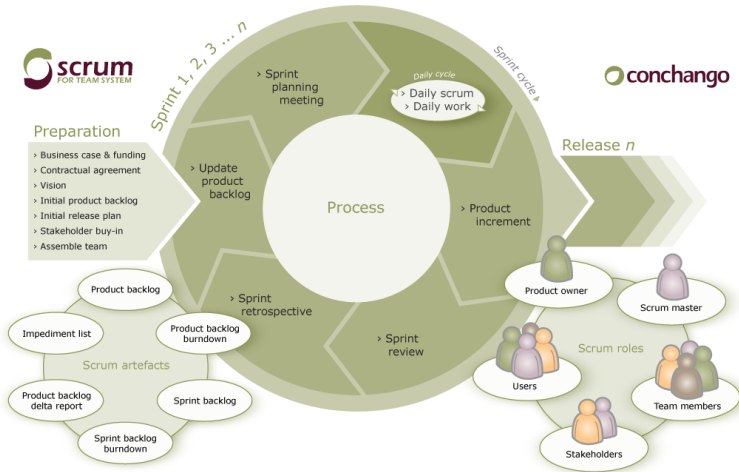 scrum
FOR TEAM SYSTEM
conchango
Sprint 1, 2, 3 ... n
Sprint cycle
Preparation
› Business case & funding
› Contractual agreement
› Vision
› Initial product backlog
› Initial release plan
› Stakeholder buy-in
› Assemble team
› Sprint
planning
meeting
Daily cycle
› Daily scrum
› Daily work
› Update
product
backlog
Process
› Product
increment
› Sprint
retrospective
› Sprint
review
Release n
Scrum artefacts
Product backlog
Product backlog
burndown
Sprint backlog
Sprint backlog
burndown
Product backlog
delta report
Impediment list
Scrum roles
Product owner
Scrum master
Team members
Stakeholders
Users